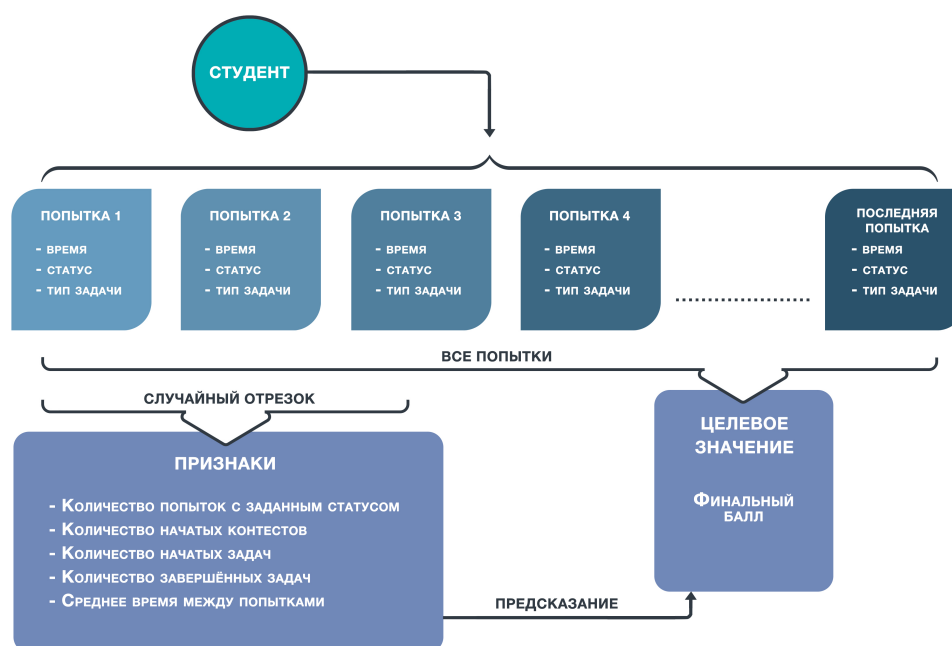 СТУДЕНТ
ПОПЫТКА 1
- ВРЕМЯ
- СТАТУС
- ТИП ЗАДАЧИ
ПОПЫТКА 2
- ВРЕМЯ
- СТАТУС
- ТИП ЗАДАЧИ
ПОПЫТКА 3
- ВРЕМЯ
- СТАТУС
- ТИП ЗАДАЧИ
ПОПЫТКА 4
- ВРЕМЯ
- СТАТУС
- ТИП ЗАДАЧИ
ПОСЛЕДНЯЯ
ПОПЫТКА
- ВРЕМЯ
- СТАТУС
- ТИП ЗАДАЧИ
ВСЕ ПОПЫТКИ
СЛУЧАЙНЫЙ ОТРЕЗОК
ПРИЗНАКИ
- Количество попыток с заданным статусом
- Количество начатых контестов
- Количество начатых задач
- Количество завершённых задач
- Среднее время между попытками
ПРЕДСКАЗАНИЕ
ЦЕЛЕВОЕ
ЗНАЧЕНИЕ
Финальный
балл